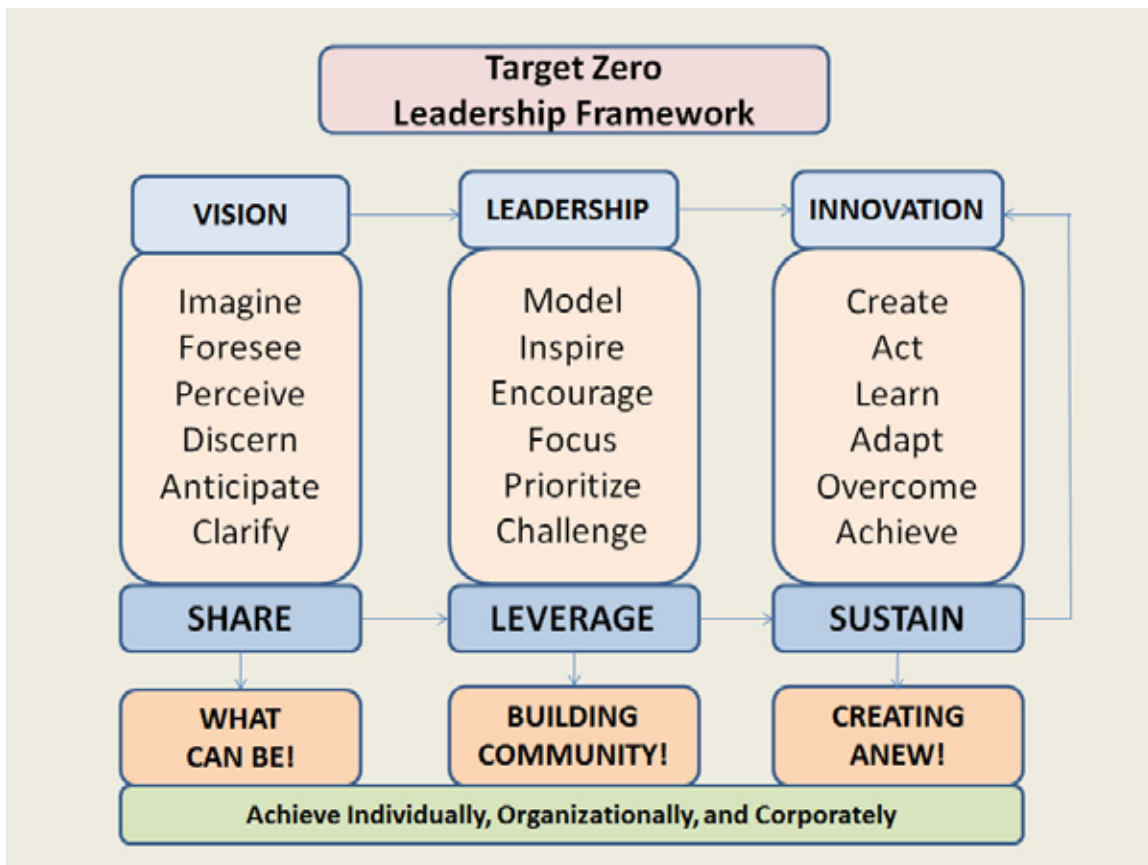 Target Zero
Leadership Framework
VISION
Imagine
Foresee
Perceive
Discern
Anticipate
Clarify
SHARE
WHAT
CAN BE!
LEADERSHIP
Model
Inspire
Encourage
Focus
Prioritize
Challenge
LEVERAGE
BUILDING
COMMUNITY!
INNOVATION
Create
Act
Learn
Adapt
Overcome
Achieve
SUSTAIN
CREATING
ANEW!
Achieve Individually, Organizationally, and Corporately